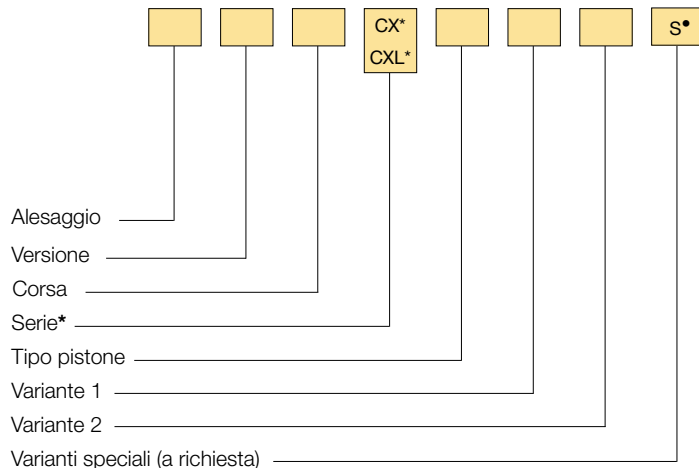 CX*
CXL*
S•
Alesaggio
Versione
Corsa
Serie*
Tipo pistone
Variante 1
Variante 2
Varianti speciali (a richiesta)